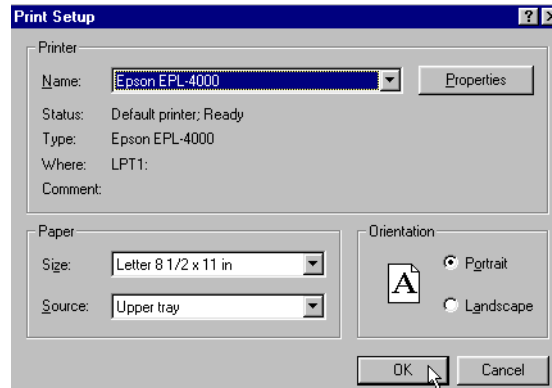 Print Setup
Printer
Name: Epson EPL-4000 Properties
Status: Default printer; Ready
Type: Epson EPL-4000
Where: LPT1:
Comment:
Paper
Size: Letter 8 1/2 x 11 in
Source: Upper tray
Orientation
A
Portrait
Landscape
OK Cancel